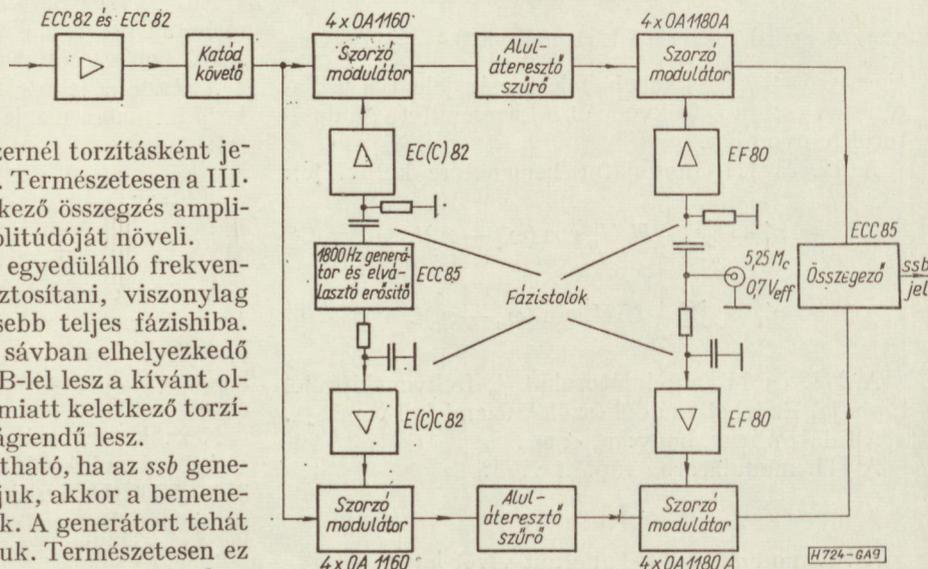 ECC 82 és ECC 82
▷
Katód
követő
4 x OA 1160
Szorzó
modulátor
Alul-
áteresztő
szűrő
4 x OA 1180 A
Szorzó
modulátor
EC(C) 82
EF 80
1800 Hz generá
tor és elvá-
lasztó erősítő
ECC 85
Fázistolók
5,25 Mc
0,7 Veff
ECC 85
Összegező
ssb
jel
E(C)C 82
EF 80
Szorzó
modulátor
4 x OA 1160
Alul-
áteresztő
szűrő
Szorzó
modulátor
4 x OA 1180 A
H 724-GA9
zernél torzításként je-
. Természetesen a III.
kező összegzés ampli-
plitúdóját növeli.
egyedülálló frekven-
ztosítani, viszonylag
sebb teljes fázishiba.
sávban elhelyezkedő
B-lel lesz a kívánt ol-
miatt keletkező torzí-
ágrendű lesz.
tható, ha az ssb gene-
juk, akkor a bemene-
k. A generátort tehát
uk. Természetesen ez